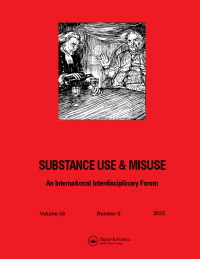 SUBSTANCE USE & MISUSE
An International Interdisciplinary Forum
Volume 58 Number 6 2023
Taylor & Francis